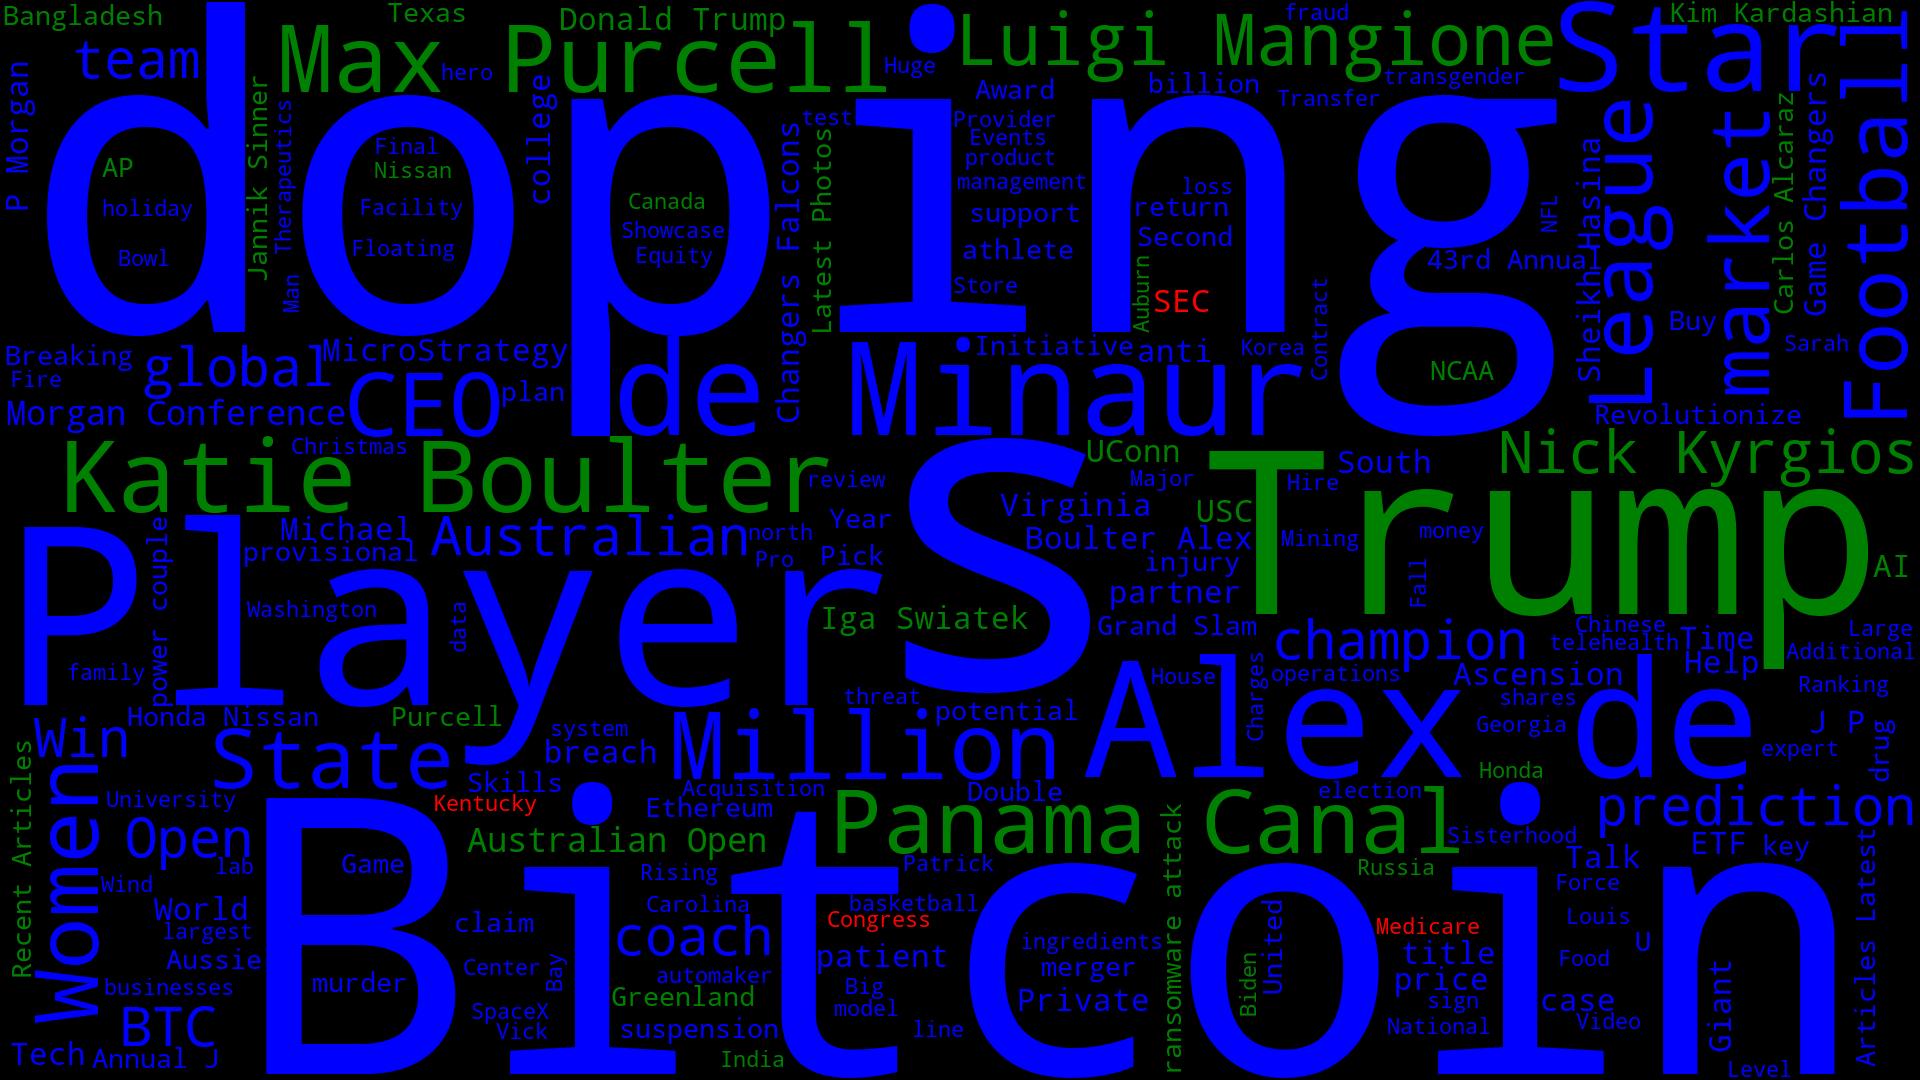 Bangladesh
Texas
Donald Trump
fraud
Kim Kardashian
team
Max Purcell
Luigi Mangione
Star
Football
P Morgan
hero
Huge
Award
billion
transgender
Transfer
doping
Jannik Sinner
Therapeutics
college
test
Provider
Events
product
management
Final
Nissan
AP
holiday
Facility
Canada
Showcase
Floating
Equity
Bowl
Man
Changers Falcons
Latest Photos
support
athlete
Store
loss
return
Second
Auburn
SEC
NFL
43rd Annual
Sheikh Hasina
League
market
Carlos Alcaraz
Game Changers
Contract
Buy
Sarah
Breaking
Fire
global
MicroStrategy
CEO
plan
Morgan Conference
de Minaur
Initiative
anti
Korea
NCAA
Revolutionize
Christmas
Katie Boulter
review
UConn
Major
South
Hire
Nick Kyrgios
Trump
Players
Michael
provisional
Australian
north
Pro
Year
Pick
Virginia
USC
Boulter Alex
Mining
money
injury
partner
Fall
AI
power couple
Washington
data
Iga Swiatek
Grand Slam
champion
Chinese
telehealth
Time
Large
Additional
Help
family
threat
House
operations
Ascension
shares
Ranking
Honda Nissan
Purcell
system
potential
Charges
Alex de
Georgia
J P
expert
drug
Win
State
breach
Million
Skills
Acquisition
Double
Honda
election
Recent Articles
Women
University
Kentucky
Ethereum
Panama Canal
prediction
Open
Australian Open
Sisterhood
ETF
key
lab
Game
Rising
Patrick
Russia
Talk
Wind
Force
World
Carolina
basketball
Congress
largest
claim
coach
Medicare
Louis
Aussie
Center
Bay
automaker
patient
ingredients
merger
ransomware attack
United
title
U
Food
businesses
murder
Bitcoin
Greenland
Big
model
Private
Biden
price
sign
case
Giant
Articles Latest
BTC
SpaceX
Vick
suspension
line
National
Video
Tech
Annual J
India
Level